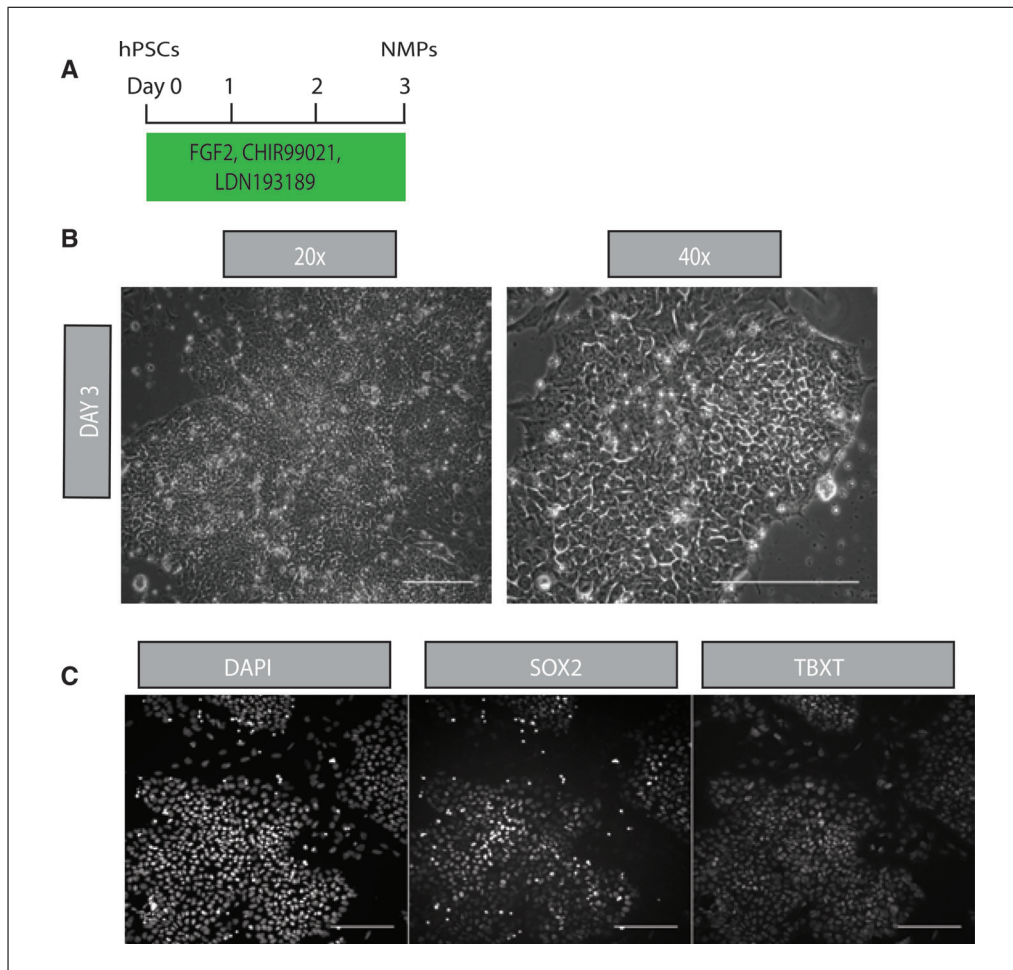 A
hPSCs NMPs
Day 0 1 2 3
FGF2, CHIR99021,
LDN193189
B
20x 40x
DAY 3
C
DAPI SOX2 TBXT